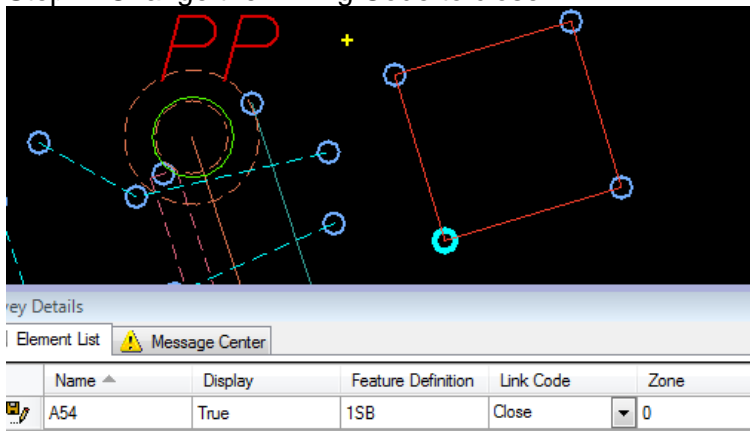 PP
vey Details
Element List Message Center
Name Display Feature Definition Link Code Zone
A54 True 1SB Close 0